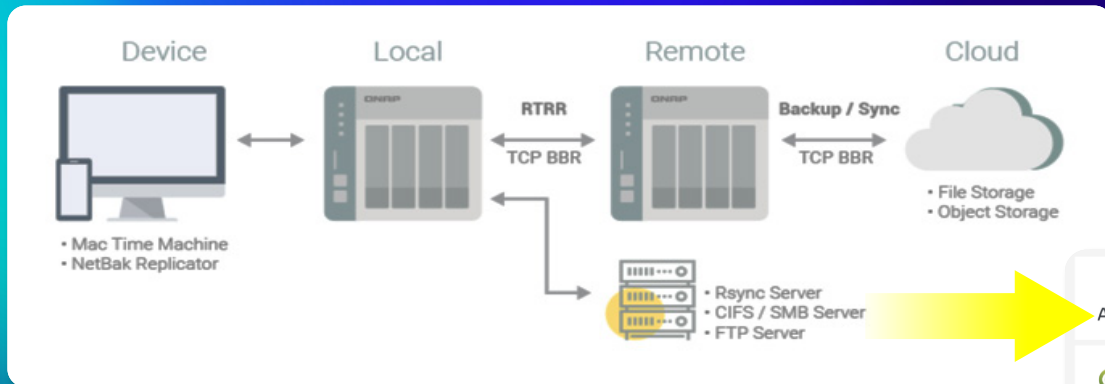 Device
Local
Remote
Cloud
QNAP
QNAP
RTRR
TCP BBR
Backup / Sync
TCP BBR
• Mac Time Machine
• NetBak Replicator
• File Storage
• Object Storage
• Rsync Server
• CIFS / SMB Server
• FTP Server